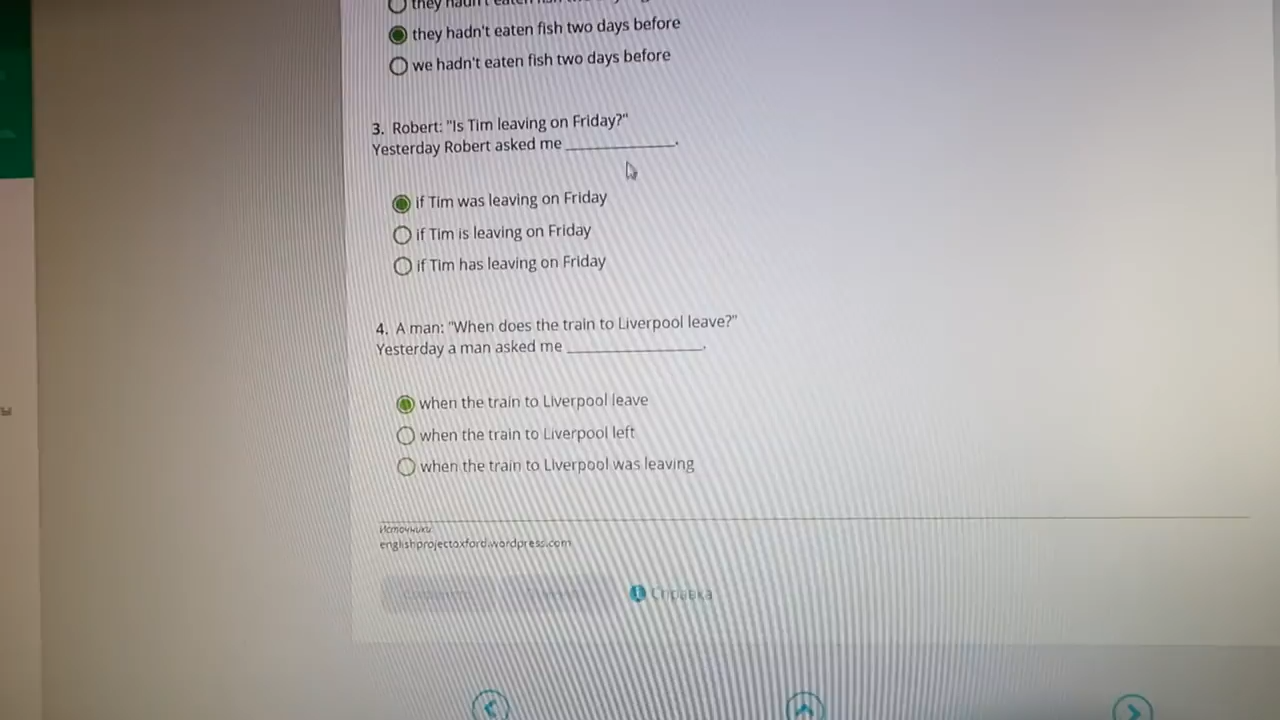 they hadn't eaten fish two days before
we hadn't eaten fish two days before
3. Robert: "Is Tim leaving on Friday?"
Yesterday Robert asked me ____________.
if Tim was leaving on Friday
if Tim is leaving on Friday
if Tim has leaving on Friday
4. A man: "When does the train to Liverpool leave?"
Yesterday a man asked me _______________.
when the train to Liverpool leave
when the train to Liverpool left
when the train to Liverpool was leaving
Источники
englishprojectoxford.wordpress.com
Справка